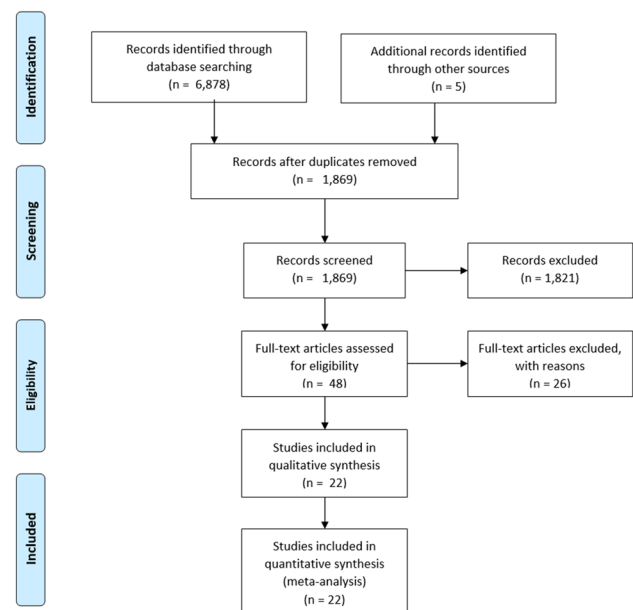 Identification
Records identified through
database searching
(n = 6,878)
Additional records identified
through other sources
(n = 5)
Records after duplicates removed
(n = 1,869)
Screening
Records screened
(n = 1,869)
Records excluded
(n = 1,821)
Eligibility
Full-text articles assessed
for eligibility
(n = 48)
Full-text articles excluded,
with reasons
(n = 26)
Studies included in
qualitative synthesis
(n = 22)
Included
Studies included in
quantitative synthesis
(meta-analysis)
(n = 22)